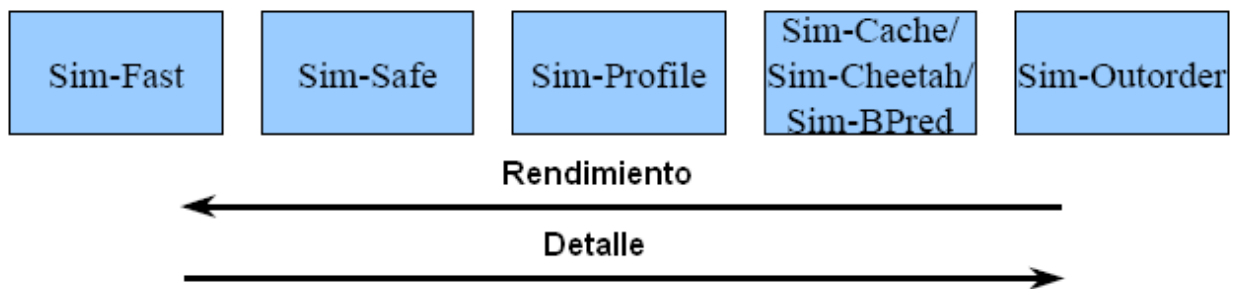 Sim-Fast
Sim-Safe
Sim-Profile
Sim-Cache/
Sim-Cheetah/
Sim-BPred
Sim-Outorder
Rendimiento
Detalle